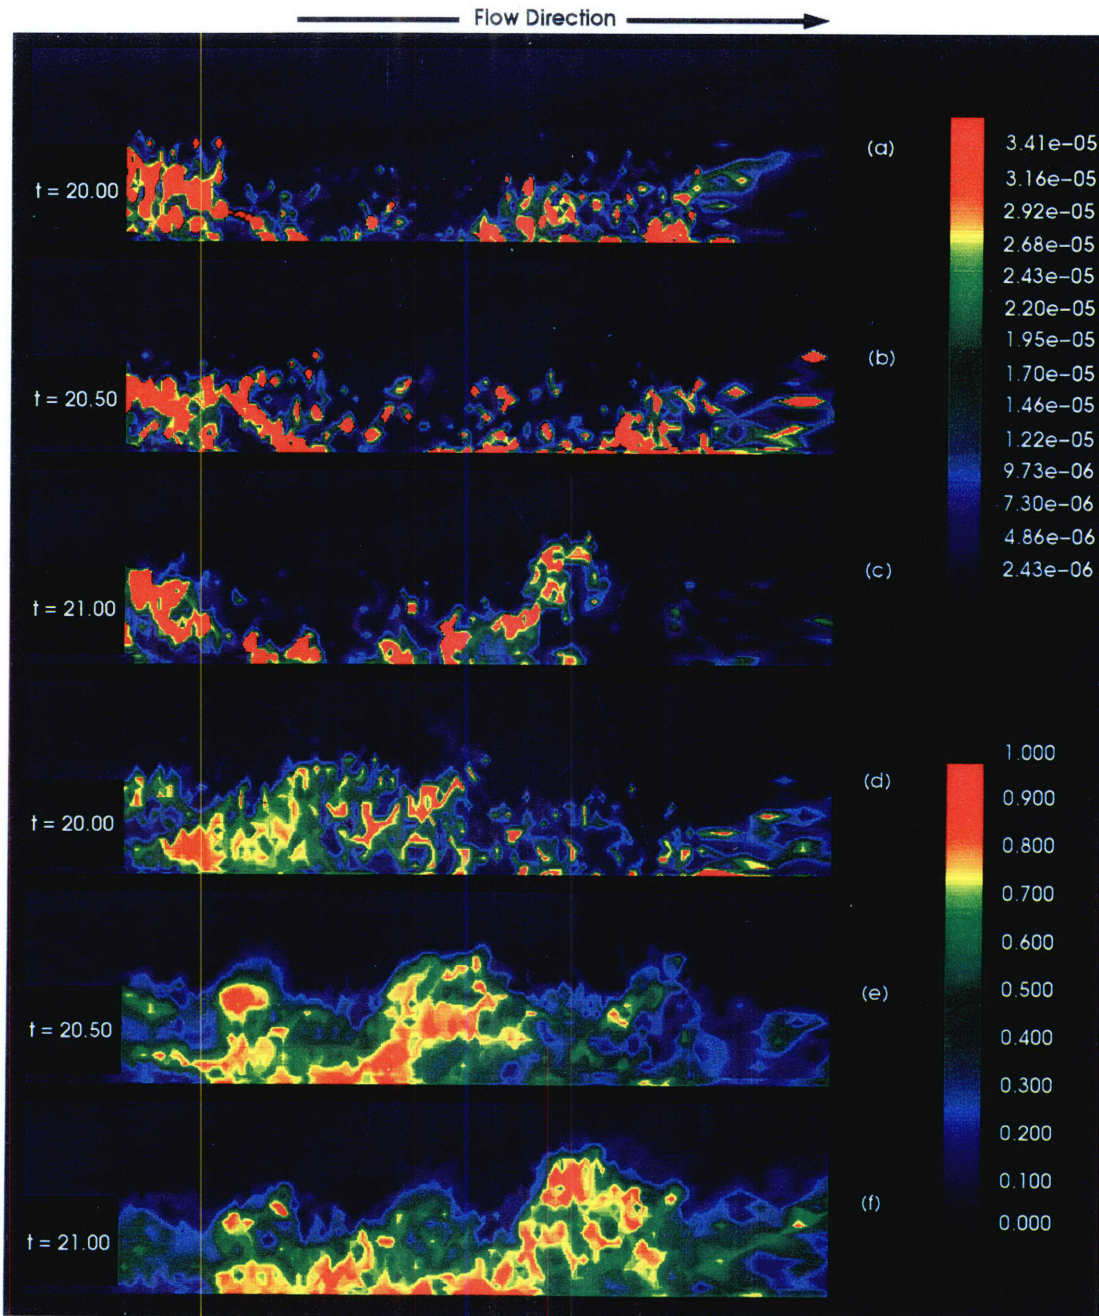 Flow Direction
(a)
t = 20.00
3.41e-05
3.16e-05
2.92e-05
2.68e-05
2.43e-05
2.20e-05
1.95e-05
1.70e-05
1.46e-05
1.22e-05
9.73e-06
7.30e-06
4.86e-06
2.43e-06
(b)
t = 20.50
(c)
t = 21.00
(d)
t = 20.00
1.000
0.900
0.800
0.700
0.600
0.500
0.400
0.300
0.200
0.100
0.000
(e)
t = 20.50
(f)
t = 21.00